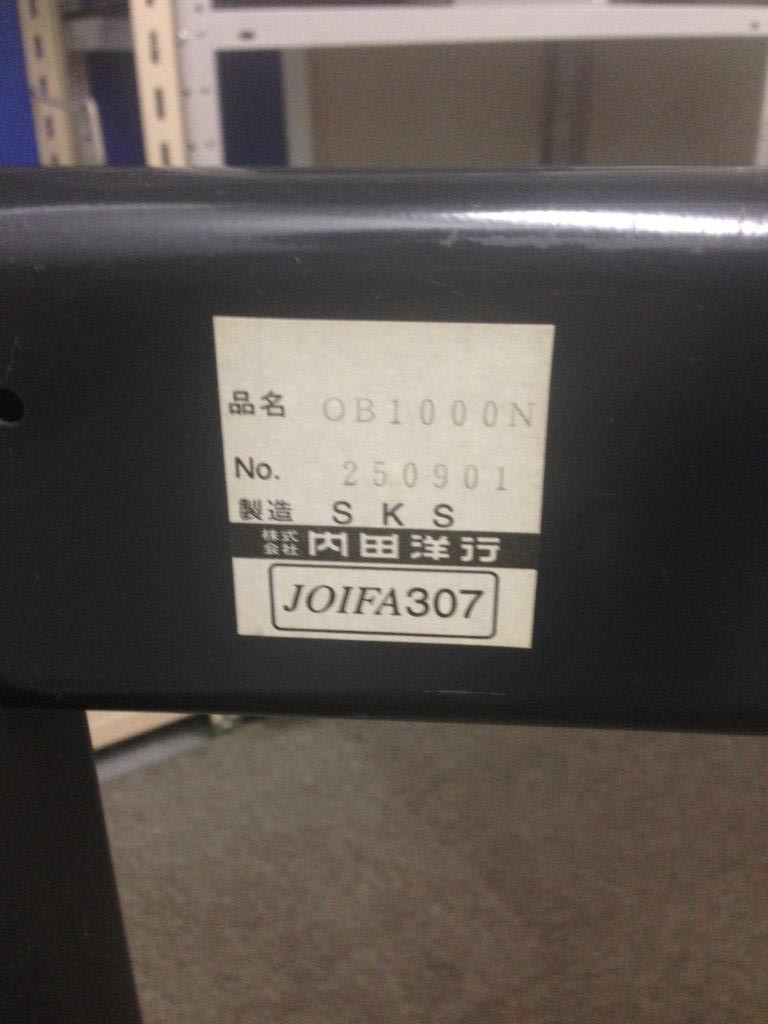 品名 OB1000N
No. 250901
製造 SKS
株式会社 内田洋行
JOIFA307